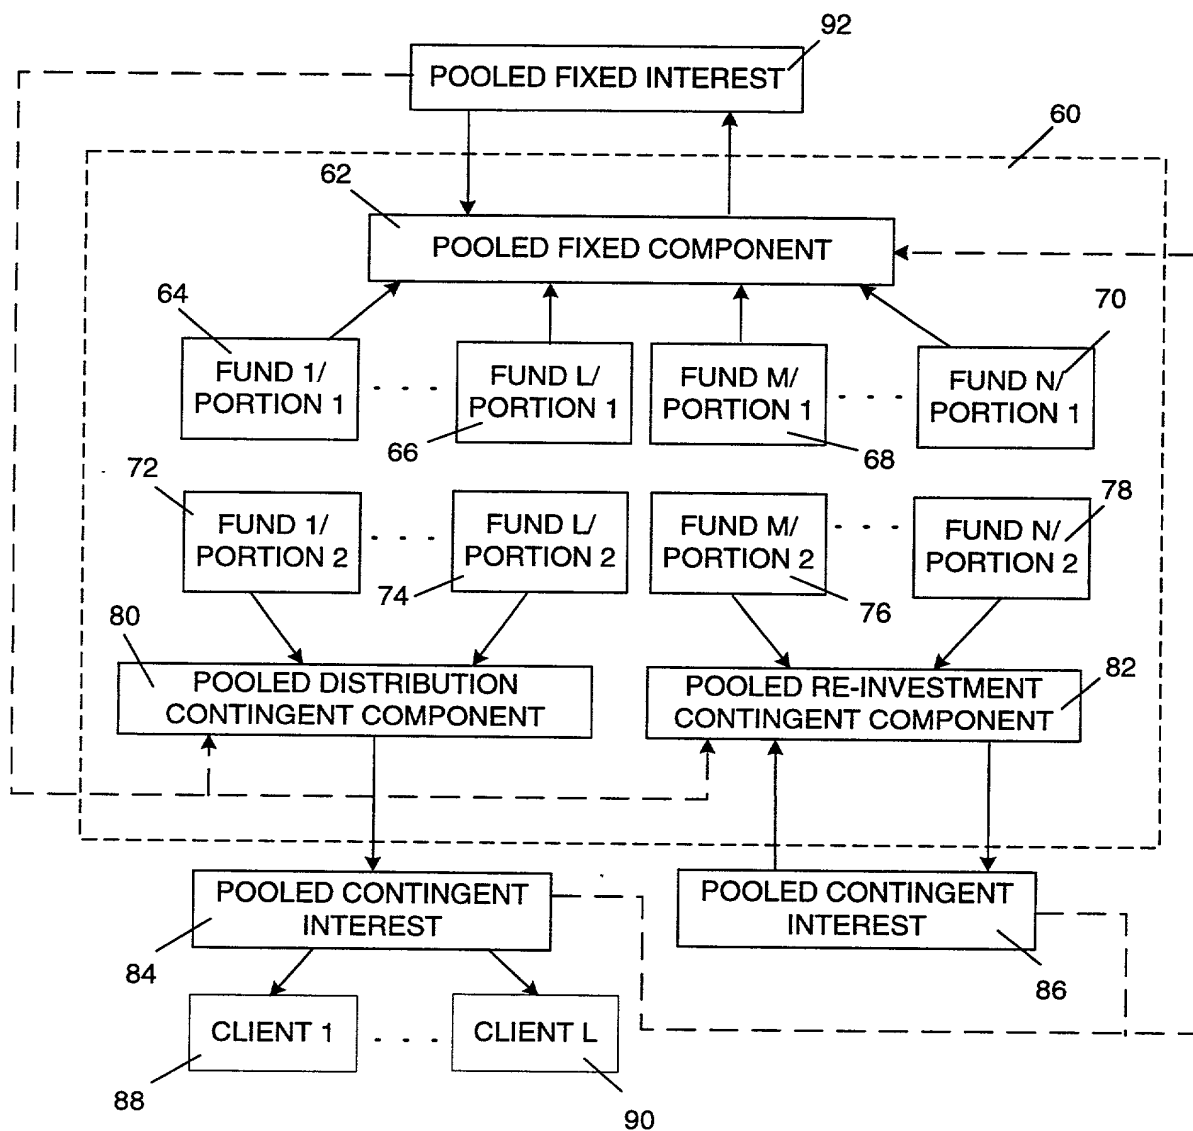 92
POOLED FIXED INTEREST
60
62
POOLED FIXED COMPONENT
64
70
FUND 1/
PORTION 1
FUND L/
PORTION 1
FUND M/
PORTION 1
FUND N/
PORTION 1
66
68
72
78
FUND 1/
PORTION 2
FUND L/
PORTION 2
FUND M/
PORTION 2
FUND N/
PORTION 2
74
76
80
82
POOLED DISTRIBUTION
CONTINGENT COMPONENT
POOLED RE-INVESTMENT
CONTINGENT COMPONENT
POOLED CONTINGENT
INTEREST
POOLED CONTINGENT
INTEREST
84
86
CLIENT 1
CLIENT L
88
90